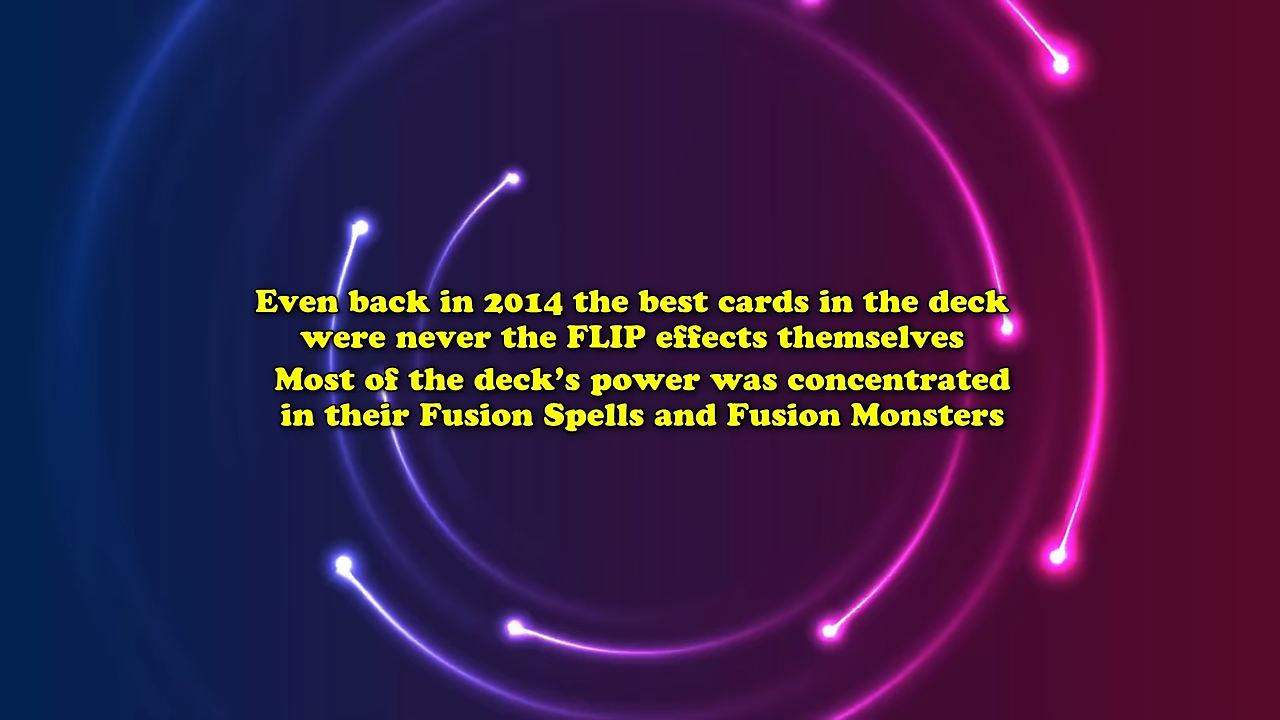 Even back in 2014 the best cards in the deck
were never the FLIP effects themselves
Most of the deck’s power was concentrated
in their Fusion Spells and Fusion Monsters